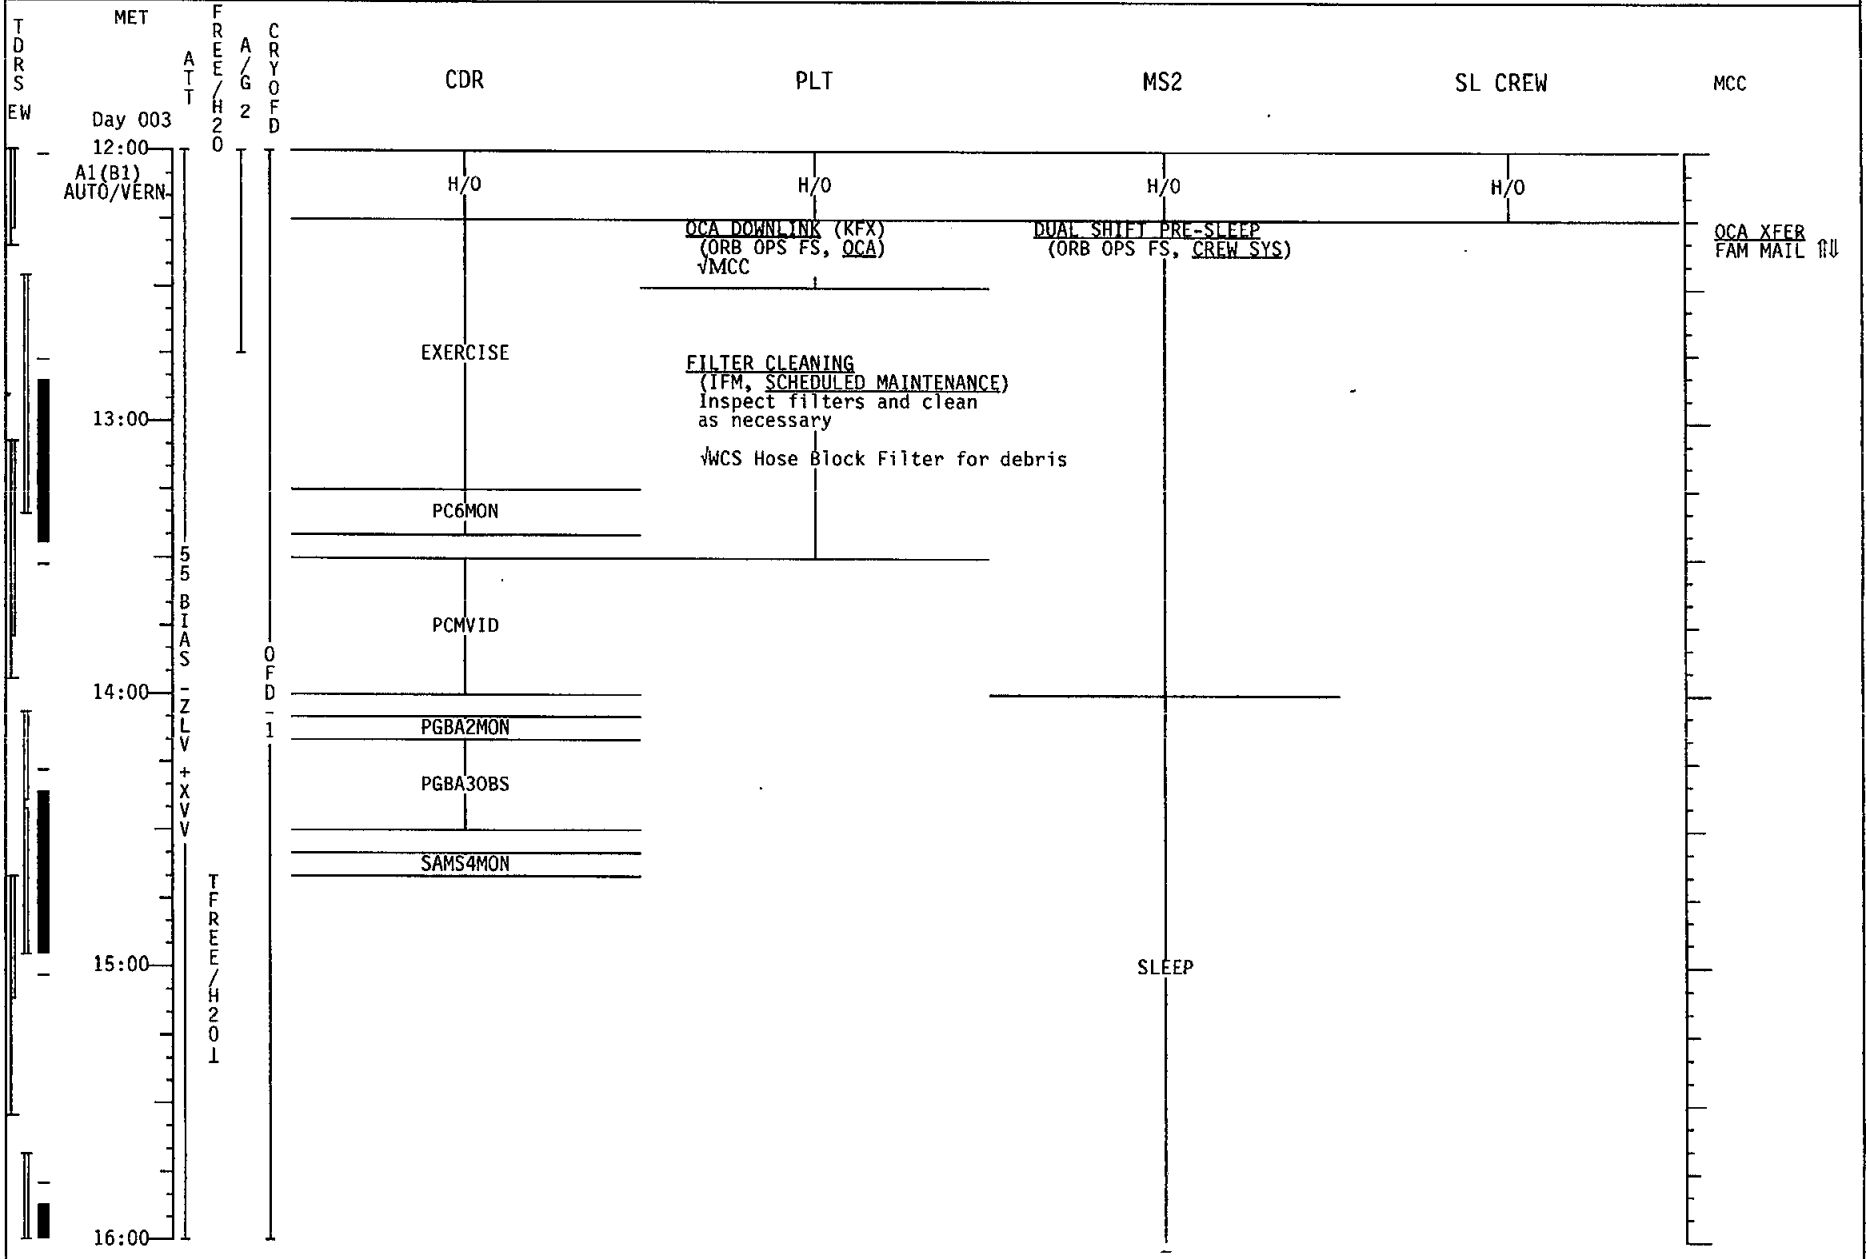 MET
TDRS
EW
ATT
FREE/H2O
A/G 2
CRYOFD
CDR
PLT
MS2
SL CREW
MCC
Day 003
12:00
A1(B1)
AUTO/VERN
H/O
H/O
H/O
H/O
OCA DOWNLINK (KFX)
(ORB OPS FS, OCA)
√MCC
DUAL SHIFT PRE-SLEEP
(ORB OPS FS, CREW SYS)
OCA XFER
FAM MAIL ⇑⇓
EXERCISE
FILTER CLEANING
(IFM, SCHEDULED MAINTENANCE)
Inspect filters and clean
as necessary
√WCS Hose Block Filter for debris
13:00
PC6MON
55 BIAS -ZLV +XVV
PCMVID
OFD-1
14:00
PGBA2MON
PGBA3OBS
SAMS4MON
TFREE/H2O
15:00
SLEEP
16:00